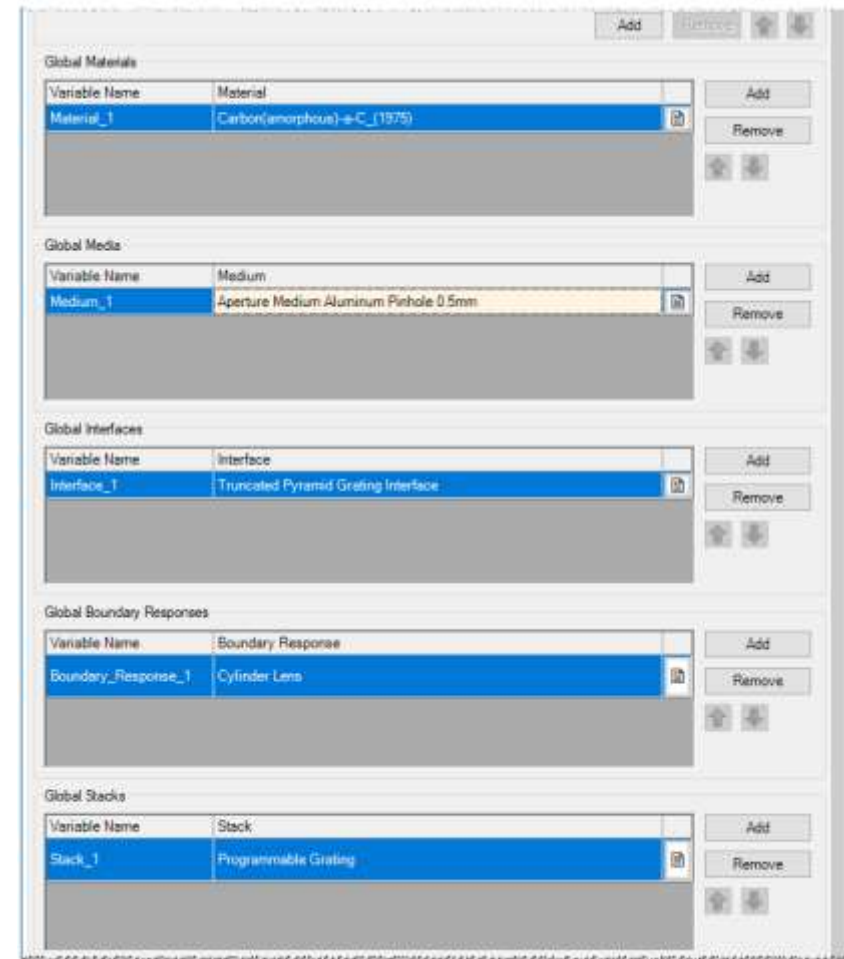 Add Remove
Global Materials
Variable Name Material
Add
Material_1 Carbon(amorphous)-a-C_(1975)
Remove
Global Media
Variable Name Medium
Add
Medium_1 Aperture Medium Aluminum Pinhole 0.5mm
Remove
Global Interfaces
Variable Name Interface
Add
Interface_1 Truncated Pyramid Grating Interface
Remove
Global Boundary Responses
Variable Name Boundary Response
Add
Boundary_Response_1 Cylinder Lens
Remove
Global Stacks
Variable Name Stack
Add
Stack_1 Programmable Grating
Remove